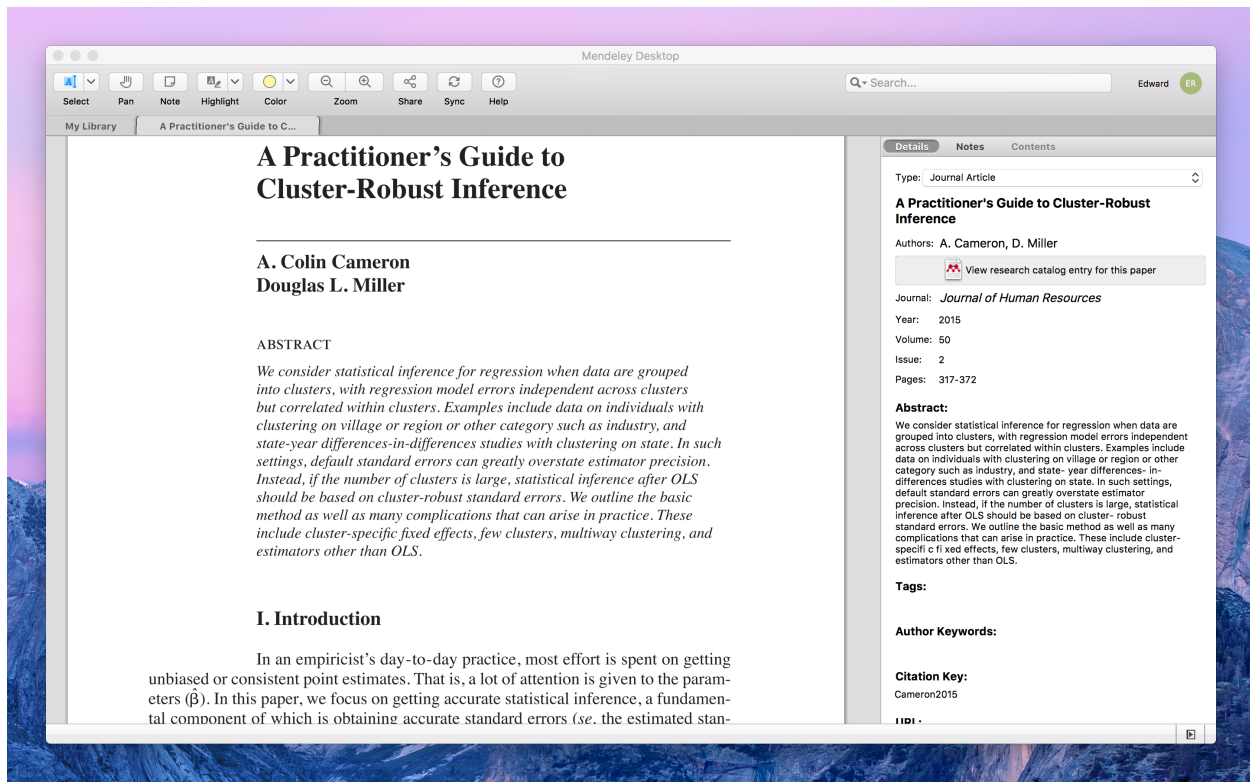 Mendeley Desktop
Select
Pan
Note
Highlight
Color
Zoom
Share
Sync
Help
Search...
Edward
ER
My Library
A Practitioner's Guide to C...
A Practitioner's Guide to
Cluster-Robust Inference
A. Colin Cameron
Douglas L. Miller
ABSTRACT
We consider statistical inference for regression when data are grouped
into clusters, with regression model errors independent across clusters
but correlated within clusters. Examples include data on individuals with
clustering on village or region or other category such as industry, and
state-year differences-in-differences studies with clustering on state. In such
settings, default standard errors can greatly overstate estimator precision.
Instead, if the number of clusters is large, statistical inference after OLS
should be based on cluster-robust standard errors. We outline the basic
method as well as many complications that can arise in practice. These
include cluster-specific fixed effects, few clusters, multiway clustering, and
estimators other than OLS.
I. Introduction
In an empiricist's day-to-day practice, most effort is spent on getting
unbiased or consistent point estimates. That is, a lot of attention is given to the param-
eters (β̂). In this paper, we focus on getting accurate statistical inference, a fundamen-
tal component of which is obtaining accurate standard errors (se, the estimated stan-
Details
Notes
Contents
Type: Journal Article
A Practitioner's Guide to Cluster-Robust
Inference
Authors: A. Cameron, D. Miller
View research catalog entry for this paper
Journal: Journal of Human Resources
Year: 2015
Volume: 50
Issue: 2
Pages: 317-372
Abstract:
We consider statistical inference for regression when data are
grouped into clusters, with regression model errors independent
across clusters but correlated within clusters. Examples include
data on individuals with clustering on village or region or other
category such as industry, and state- year differences- in-
differences studies with clustering on state. In such settings,
default standard errors can greatly overstate estimator
precision. Instead, if the number of clusters is large, statistical
inference after OLS should be based on cluster- robust
standard errors. We outline the basic method as well as many
complications that can arise in practice. These include cluster-
specifi c fi xed effects, few clusters, multiway clustering, and
estimators other than OLS.
Tags:
Author Keywords:
Citation Key:
Cameron2015
URL: